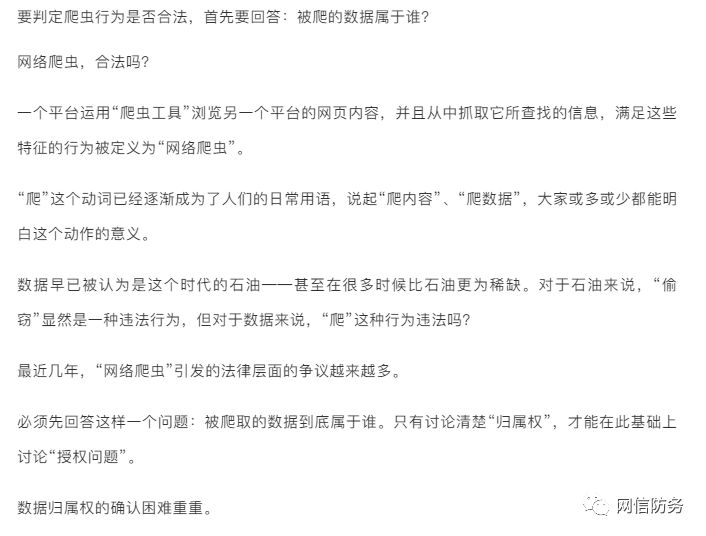 要判定爬虫行为是否合法，首先要回答：被爬的数据属于谁？
网络爬虫，合法吗？
一个平台运用“爬虫工具”浏览另一个平台的网页内容，并且从中抓取它所查找的信息，满足这些
特征的行为被定义为“网络爬虫”。
“爬”这个动词已经逐渐成为了人们的日常用语，说起“爬内容”、“爬数据”，大家或多或少都能明
白这个动作的意义。
数据早已被认为是这个时代的石油——甚至在很多时候比石油更为稀缺。对于石油来说，“偷
窃”显然是一种违法行为，但对于数据来说，“爬”这种行为违法吗？
最近几年，“网络爬虫”引发的法律层面的争议越来越多。
必须先回答这样一个问题：被爬取的数据到底属于谁。只有讨论清楚“归属权”，才能在此基础上
讨论“授权问题”。
数据归属权的确认困难重重。
网信防务